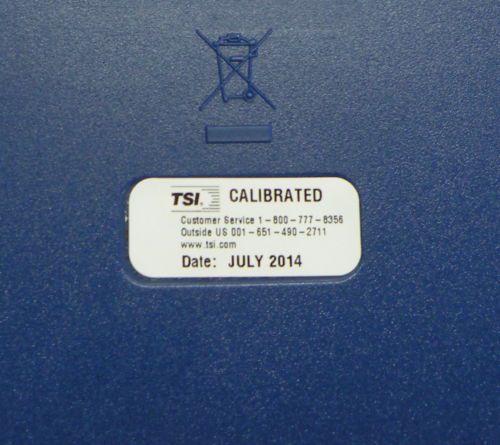 TSI CALIBRATED
Customer Service 1-800-777-8356
Outside US 001-651-490-2711
www.tsi.com
Date: JULY 2014